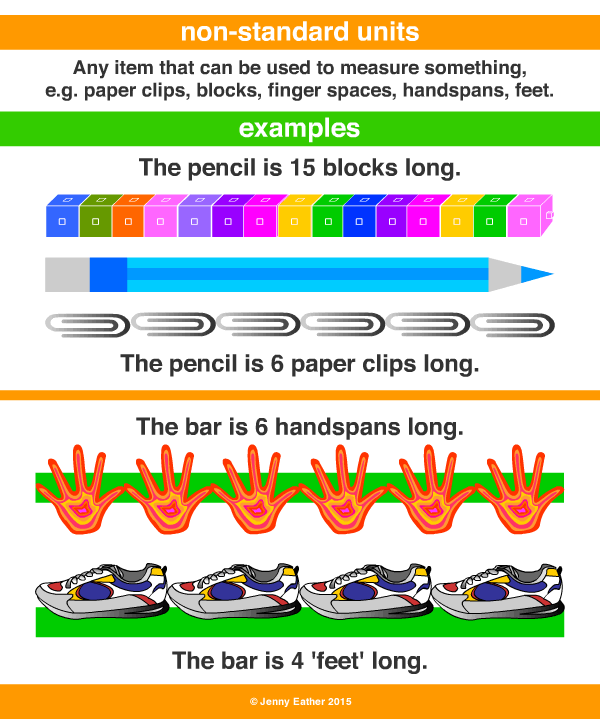 non-standard units
Any item that can be used to measure something,
e.g. paper clips, blocks, finger spaces, handspans, feet.
examples
The pencil is 15 blocks long.
The pencil is 6 paper clips long.
The bar is 6 handspans long.
The bar is 4 'feet' long.
© Jenny Eather 2015